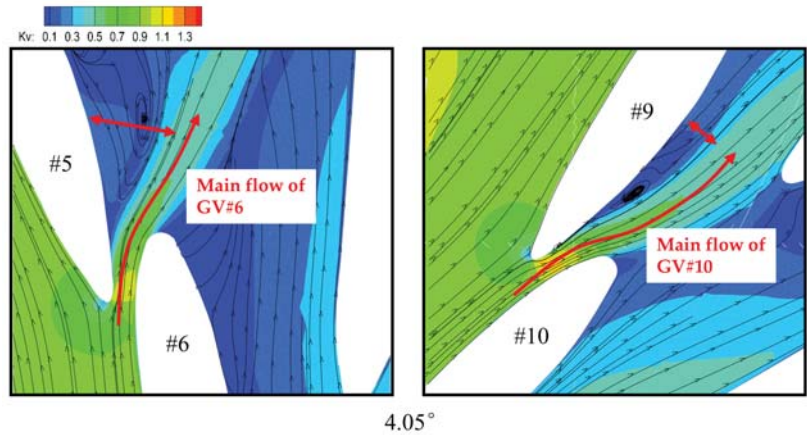 Kv: 0.1 0.3 0.5 0.7 0.9 1.1 1.3
#5
Main flow of
GV#6
#6
#9
Main flow of
GV#10
#10
4.05°